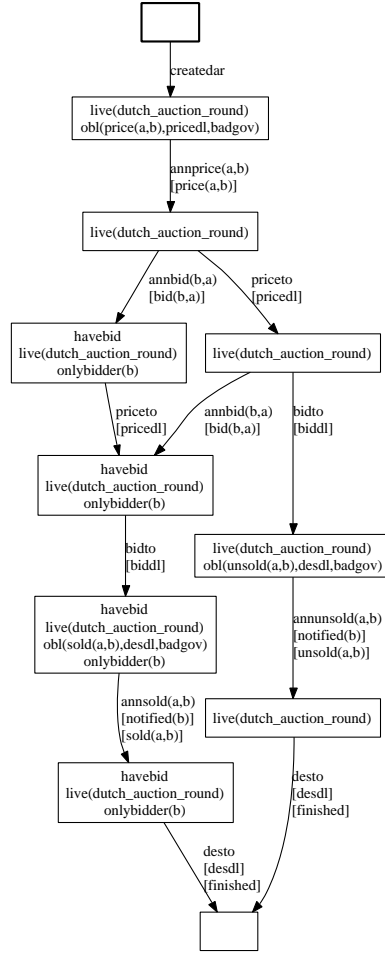 createdar
live(dutch_auction_round)
obl(price(a,b),pricedl,badgov)
annprice(a,b)
[price(a,b)]
live(dutch_auction_round)
annbid(b,a)
[bid(b,a)]
priceto
[pricedl]
havebid
live(dutch_auction_round)
onlybidder(b)
live(dutch_auction_round)
priceto
[pricedl]
annbid(b,a)
[bid(b,a)]
bidto
[biddl]
havebid
live(dutch_auction_round)
onlybidder(b)
bidto
[biddl]
live(dutch_auction_round)
obl(unsold(a,b),desdl,badgov)
havebid
live(dutch_auction_round)
obl(sold(a,b),desdl,badgov)
onlybidder(b)
annunsold(a,b)
[notified(b)]
[unsold(a,b)]
annsold(a,b)
[notified(b)]
[sold(a,b)]
live(dutch_auction_round)
havebid
live(dutch_auction_round)
onlybidder(b)
desto
[desdl]
[finished]
desto
[desdl]
[finished]